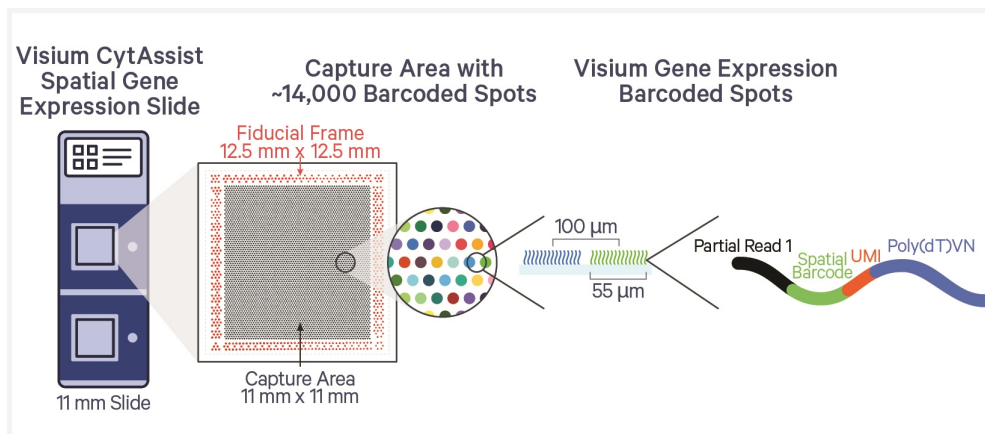 Visium CytAssist
Spatial Gene
Expression Slide
Capture Area with
~14,000 Barcoded Spots
Visium Gene Expression
Barcoded Spots
Fiducial Frame
12.5 mm x 12.5 mm
100 µm
55 µm
Partial Read 1
Spatial
Barcode
UMI
Poly(dT)VN
Capture Area
11 mm x 11 mm
11 mm Slide